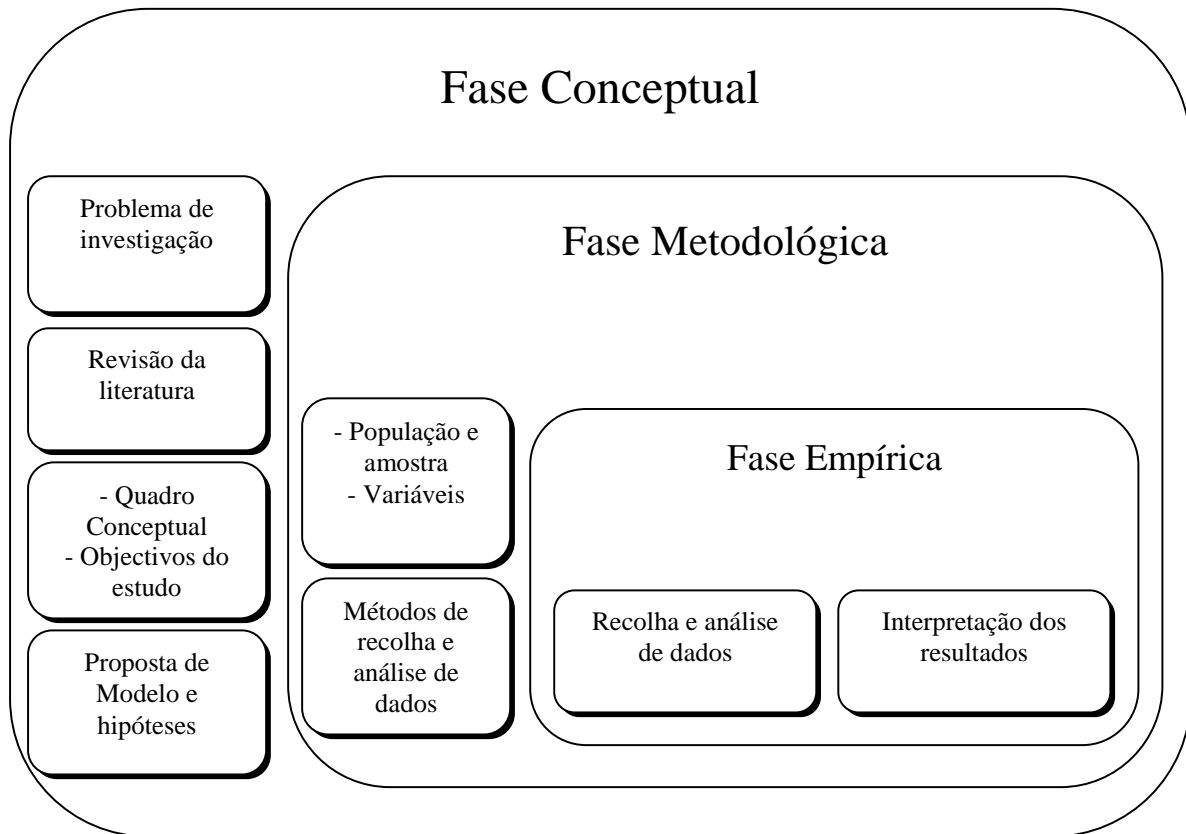 Fase Conceptual
Problema de
investigação
Revisão da
literatura
- Quadro
Conceptual
- Objectivos do
estudo
Proposta de
Modelo e
hipóteses
Fase Metodológica
- População e
amostra
- Variáveis
Métodos de
recolha e
análise de
dados
Fase Empírica
Recolha e análise
de dados
Interpretação dos
resultados